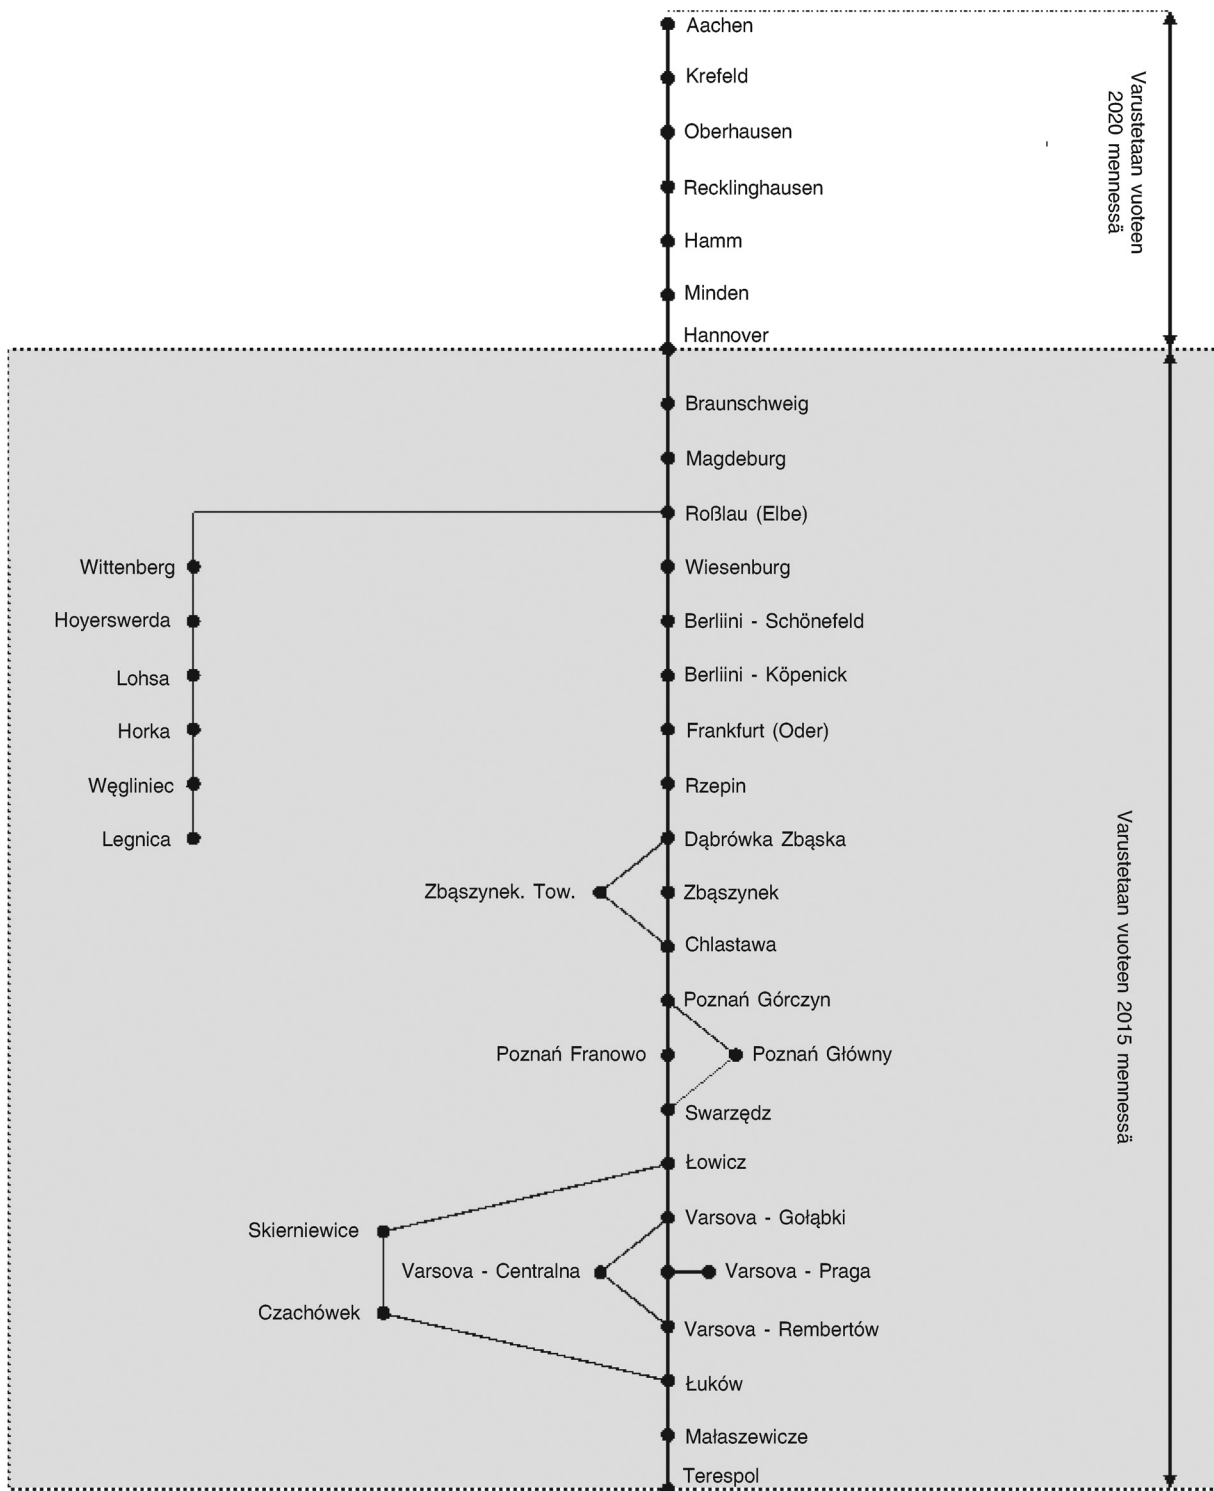 Aachen
Krefeld
Oberhausen
Recklinghausen
Hamm
Minden
Hannover
Varustetaan vuoteen
2020 mennessä
Braunschweig
Magdeburg
Roßlau (Elbe)
Wittenberg
Wiesenburg
Hoyerswerda
Berliini - Schönefeld
Lohsa
Berliini - Köpenick
Horka
Frankfurt (Oder)
Węgliniec
Rzepin
Legnica
Dąbrówka Zbąska
Zbąszynek. Tow.
Zbąszynek
Chlastawa
Poznań Górczyn
Poznań Franowo
Poznań Główny
Swarzędz
Łowicz
Varsova - Gołąbki
Skierniewice
Varsova - Centralna
Varsova - Praga
Czachówek
Varsova - Rembertów
Łuków
Małaszewicze
Terespol
Varustetaan vuoteen 2015 mennessä